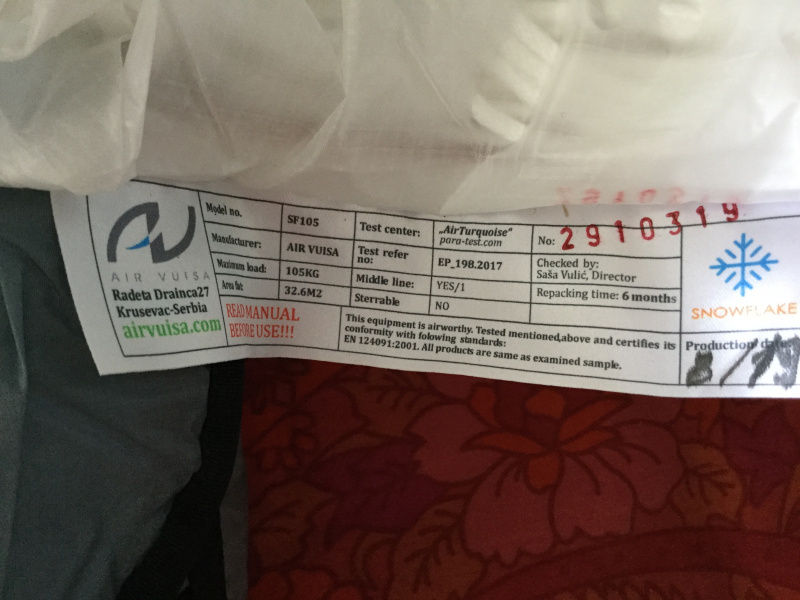 AIR VUISA
Radeta Drainca27
Krusevac-Serbia
airvuisa.com
Model no. SF105
Manufacturer: AIR VUISA
Maximum load: 105KG
Area flat 32.6M2
READ MANUAL
BEFORE USE!!!
Test center: „AirTurquoise"
para-test.com
Test refer
no: EP_198.2017
Middle line: YES/1
Sterrable NO
No: 2910319
Checked by:
Saša Vulić, Director
Repacking time: 6 months
This equipment is airworthy. Tested mentioned,above and certifies its
conformity with folowing standards:
EN 124091:2001. All products are same as examined sample.
SNOWFLAKE
Production date
8/19